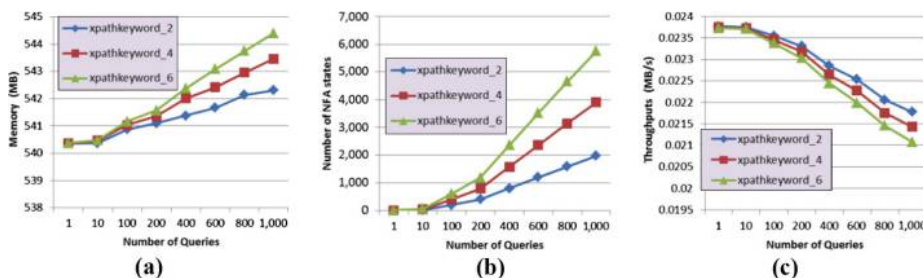 545
544
543
542
541
540
539
538
Memory (MB)
xpathkeyword_2
xpathkeyword_4
xpathkeyword_6
1 10 100 200 400 600 800 1,000
Number of Queries
(a)
7,000
6,000
5,000
4,000
3,000
2,000
1,000
0
Number of NFA states
xpathkeyword_2
xpathkeyword_4
xpathkeyword_6
1 10 100 200 400 600 800 1,000
Number of Queries
(b)
0.024
0.0235
0.023
0.0225
0.022
0.0215
0.021
0.0205
0.02
0.0195
Throughputs (MB/s)
xpathkeyword_2
xpathkeyword_4
xpathkeyword_6
1 10 100 200 400 600 800 1,000
Number of Queries
(c)